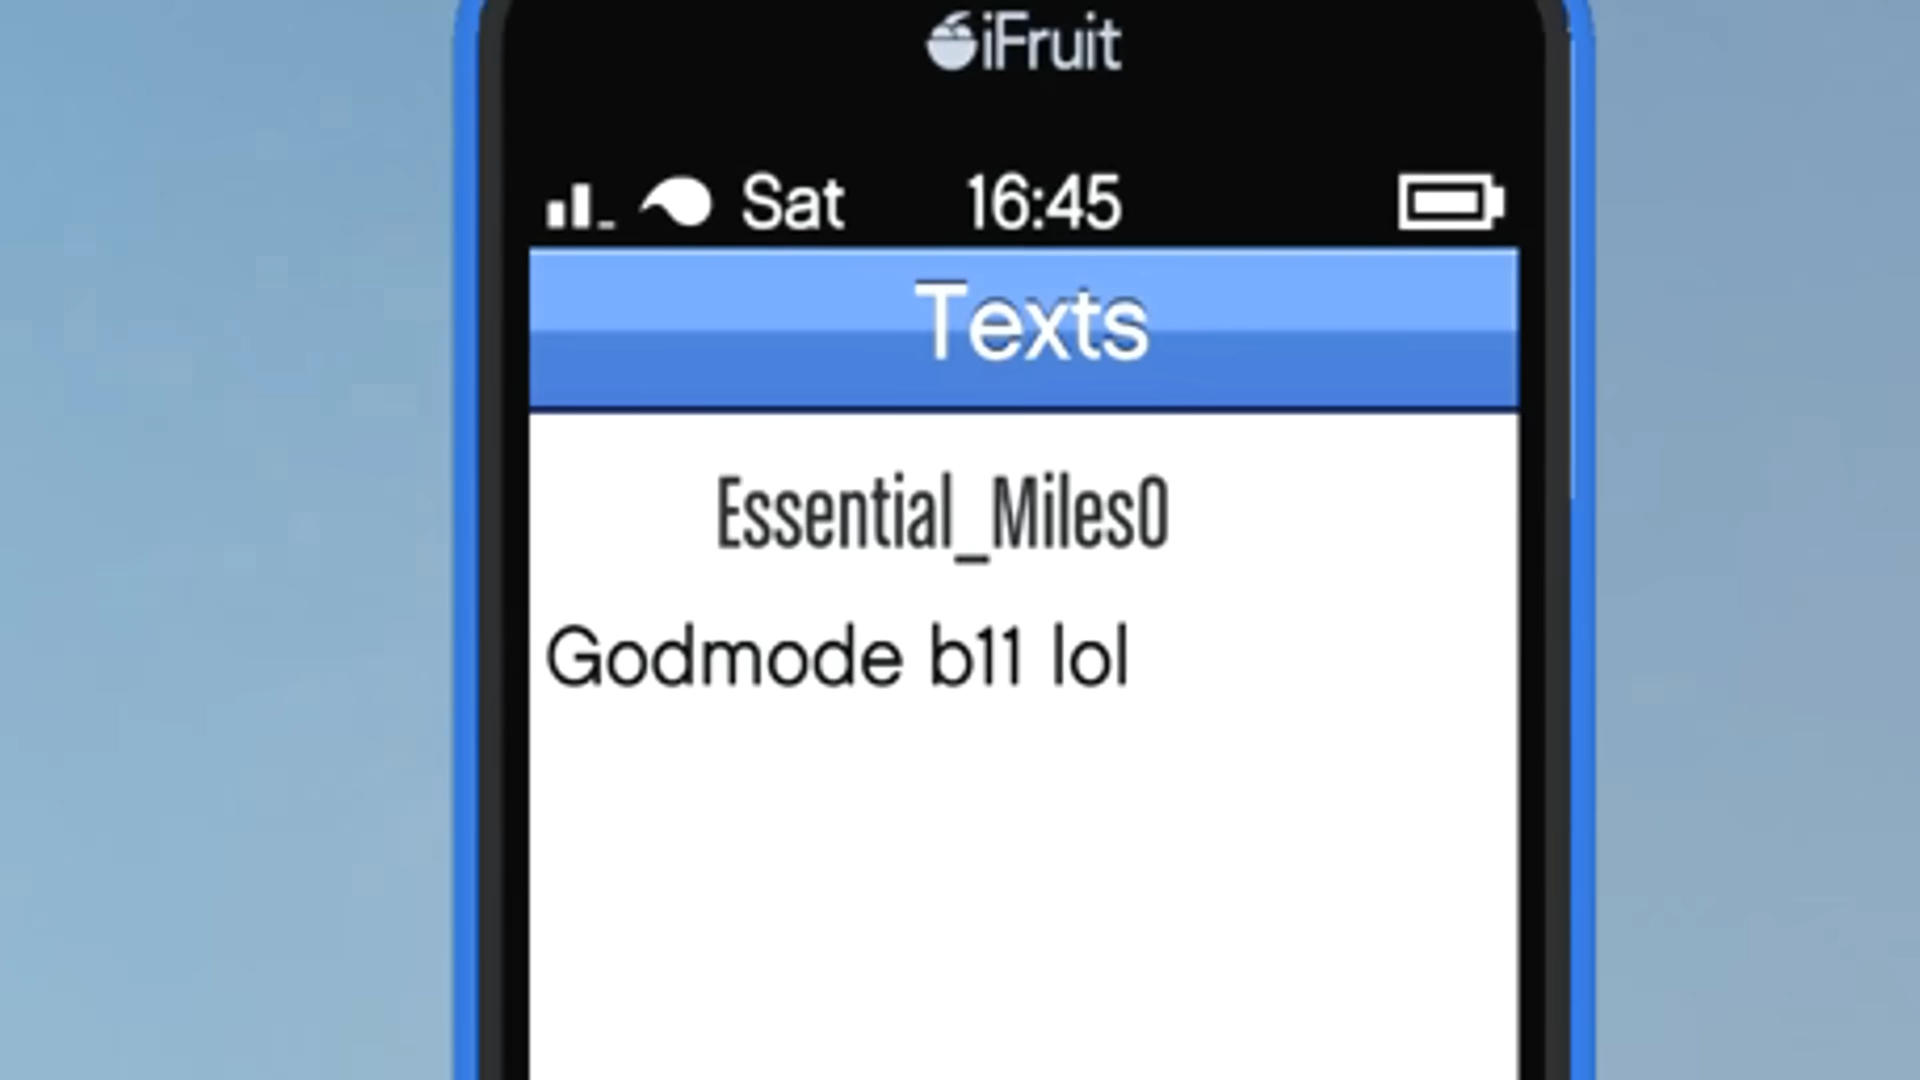 iFruit
Sat 16:45
Texts
Essential_Miles0
Godmode b11 lol